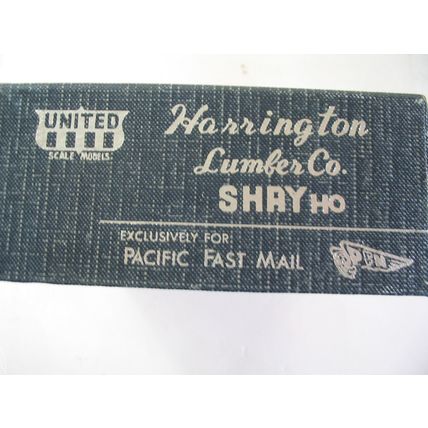 UNITED
SCALE MODELS
Harrington
Lumber Co.
SHAY HO
EXCLUSIVELY FOR:
PACIFIC FAST MAIL
PFM